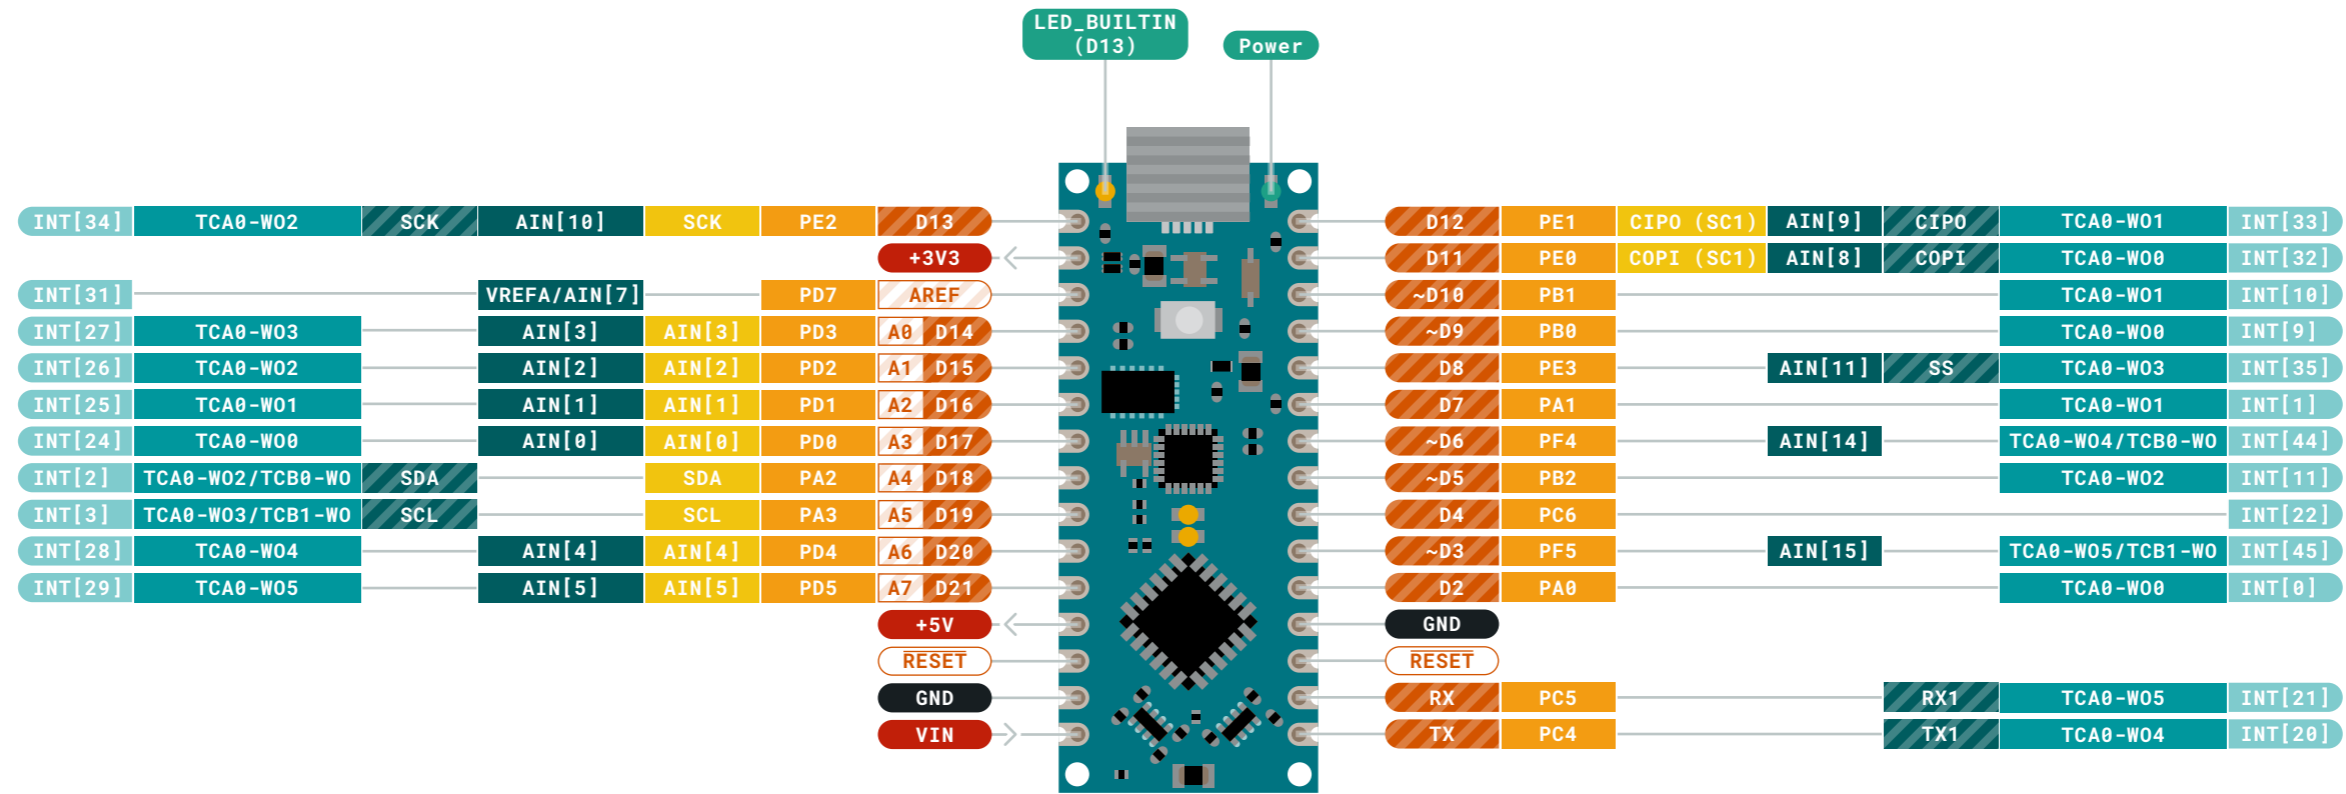 LED_BUILTIN
(D13)
Power
INT[34] TCA0-WO2 SCK AIN[10] SCK PE2 D13
D12 PE1 CIPO (SC1) AIN[9] CIPO TCA0-WO1 INT[33]
+3V3
D11 PE0 COPI (SC1) AIN[8] COPI TCA0-WO0 INT[32]
INT[31] VREFA/AIN[7] PD7 AREF
~D10 PB1 TCA0-WO1 INT[10]
INT[27] TCA0-WO3 AIN[3] AIN[3] PD3 A0 D14
~D9 PB0 TCA0-WO0 INT[9]
INT[26] TCA0-WO2 AIN[2] AIN[2] PD2 A1 D15
D8 PE3 AIN[11] SS TCA0-WO3 INT[35]
INT[25] TCA0-WO1 AIN[1] AIN[1] PD1 A2 D16
D7 PA1 TCA0-WO1 INT[1]
INT[24] TCA0-WO0 AIN[0] AIN[0] PD0 A3 D17
~D6 PF4 AIN[14] TCA0-WO4/TCB0-WO INT[44]
INT[2] TCA0-WO2/TCB0-WO SDA SDA PA2 A4 D18
~D5 PB2 TCA0-WO2 INT[11]
INT[3] TCA0-WO3/TCB1-WO SCL SCL PA3 A5 D19
D4 PC6 INT[22]
INT[28] TCA0-WO4 AIN[4] AIN[4] PD4 A6 D20
~D3 PF5 AIN[15] TCA0-WO5/TCB1-WO INT[45]
INT[29] TCA0-WO5 AIN[5] AIN[5] PD5 A7 D21
D2 PA0 TCA0-WO0 INT[0]
+5V
GND
RESET
RESET
GND
RX PC5 RX1 TCA0-WO5 INT[21]
VIN
TX PC4 TX1 TCA0-WO4 INT[20]